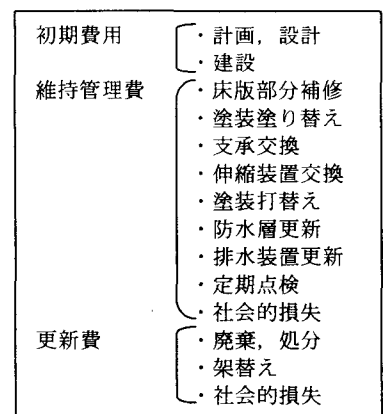 初期費用 ・計画，設計
・建設
維持管理費 ・床版部分補修
・塗装塗り替え
・支承交換
・伸縮装置交換
・塗装打替え
・防水層更新
・排水装置更新
・定期点検
・社会的損失
更新費 ・廃棄，処分
・架替え
・社会的損失